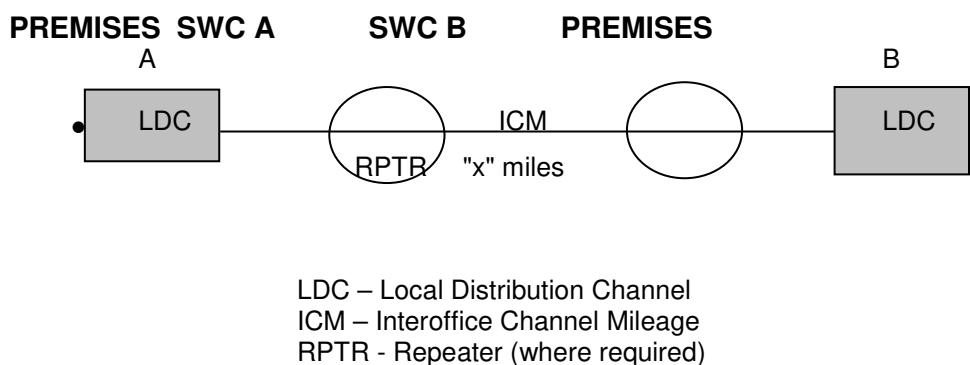 PREMISES SWC A SWC B PREMISES
A B
LDC ICM LDC
RPTR "x" miles
LDC – Local Distribution Channel
ICM – Interoffice Channel Mileage
RPTR - Repeater (where required)